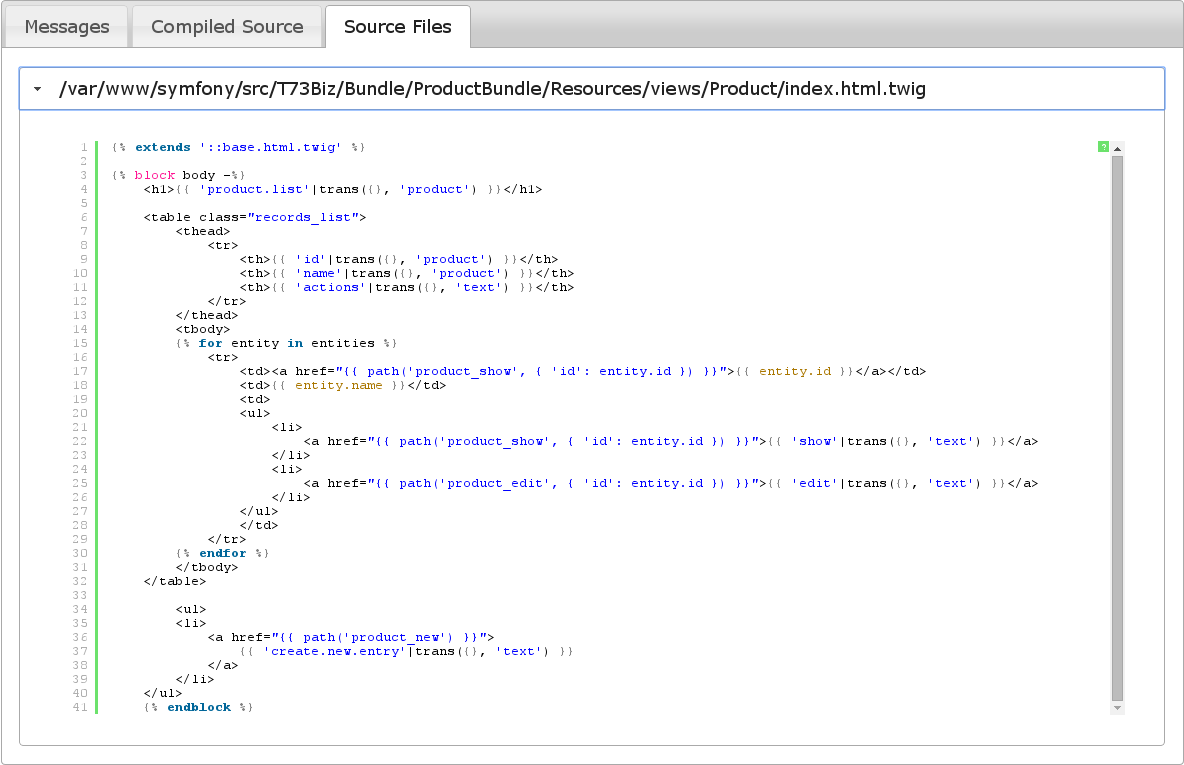 Messages Compiled Source Source Files
/var/www/symfony/src/T73Biz/Bundle/ProductBundle/Resources/views/Product/index.html.twig
1 {% extends '::base.html.twig' %}
?
2
3 {% block body -%}
4     <h1>{{ 'product.list'|trans({}, 'product') }}</h1>
5
6     <table class="records_list">
7         <thead>
8             <tr>
9                 <th>{{ 'id'|trans({}, 'product') }}</th>
10                 <th>{{ 'name'|trans({}, 'product') }}</th>
11                 <th>{{ 'actions'|trans({}, 'text') }}</th>
12             </tr>
13         </thead>
14         <tbody>
15         {% for entity in entities %}
16             <tr>
17                 <td><a href="{{ path('product_show', { 'id': entity.id }) }}">{{ entity.id }}</a></td>
18                 <td>{{ entity.name }}</td>
19                 <td>
20                 <ul>
21                     <li>
22                         <a href="{{ path('product_show', { 'id': entity.id }) }}">{{ 'show'|trans({}, 'text') }}</a>
23                     </li>
24                     <li>
25                         <a href="{{ path('product_edit', { 'id': entity.id }) }}">{{ 'edit'|trans({}, 'text') }}</a>
26                     </li>
27                 </ul>
28                 </td>
29             </tr>
30         {% endfor %}
31         </tbody>
32     </table>
33
34         <ul>
35         <li>
36             <a href="{{ path('product_new') }}">
37                 {{ 'create.new.entry'|trans({}, 'text') }}
38             </a>
39         </li>
40     </ul>
41     {% endblock %}